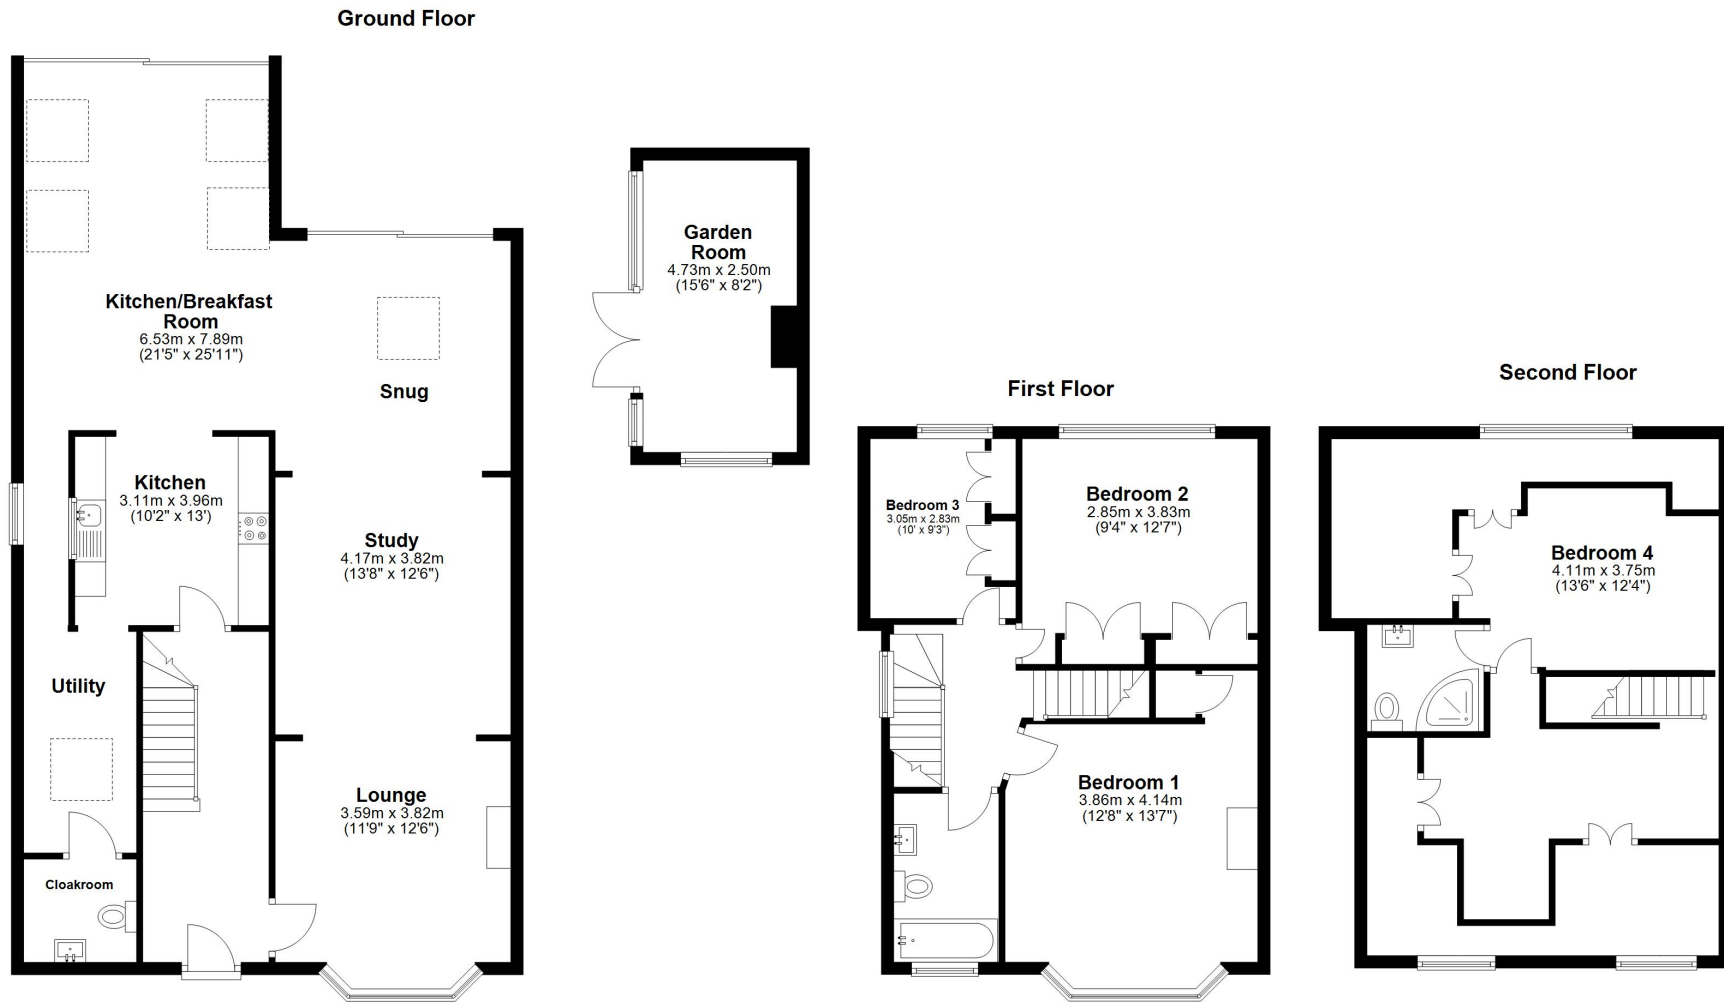 Ground Floor
Kitchen/Breakfast
Room
6.53m x 7.89m
(21'5" x 25'11")
Snug
Kitchen
3.11m x 3.96m
(10'2" x 13')
Study
4.17m x 3.82m
(13'8" x 12'6")
Utility
Lounge
3.59m x 3.82m
(11'9" x 12'6")
Cloakroom
Garden
Room
4.73m x 2.50m
(15'6" x 8'2")
First Floor
Bedroom 3
3.05m x 2.83m
(10' x 9'3")
Bedroom 2
2.85m x 3.83m
(9'4" x 12'7")
Bedroom 1
3.86m x 4.14m
(12'8" x 13'7")
Second Floor
Bedroom 4
4.11m x 3.75m
(13'6" x 12'4")